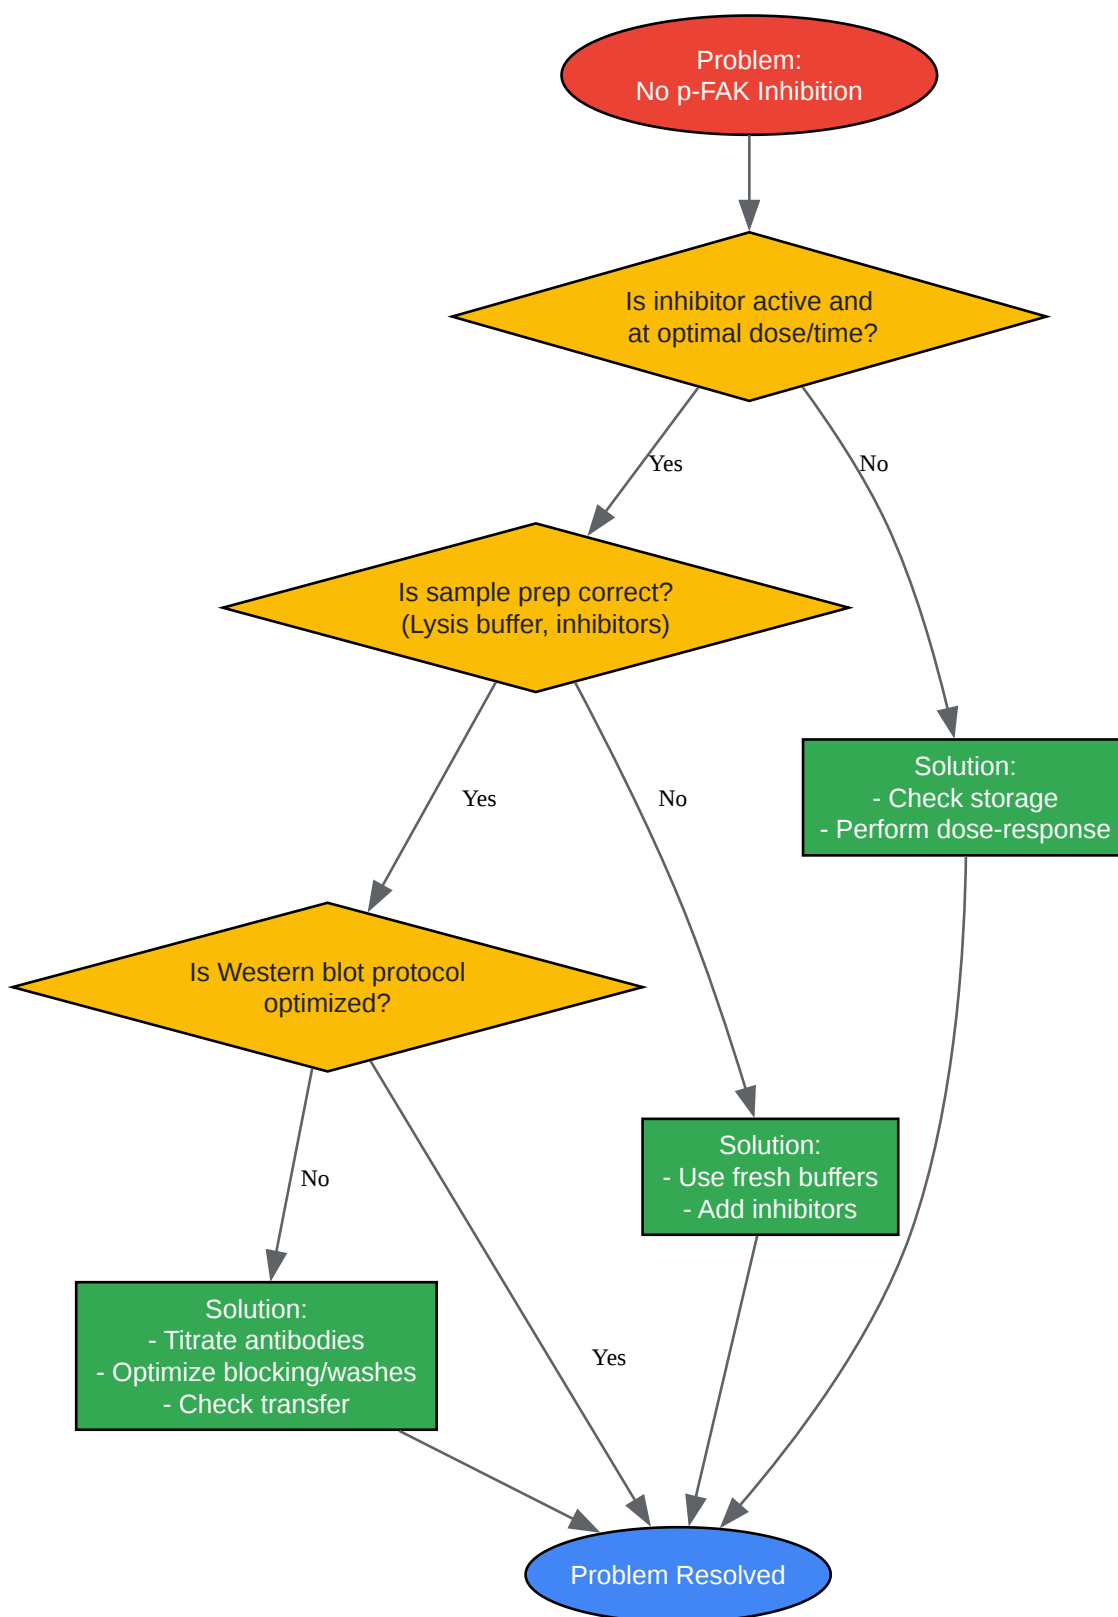 Problem:
No p-FAK Inhibition
Is inhibitor active and
at optimal dose/time?
Yes
No
Is sample prep correct?
(Lysis buffer, inhibitors)
Solution:
- Check storage
- Perform dose-response
Yes
No
Is Western blot protocol
optimized?
Solution:
- Use fresh buffers
- Add inhibitors
No
Solution:
- Titrate antibodies
- Optimize blocking/washes
- Check transfer
Yes
Problem Resolved